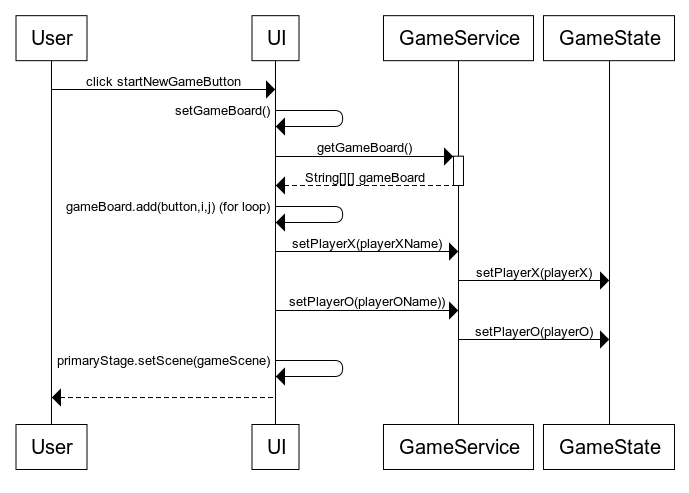 User
UI
GameService
GameState
click startNewGameButton
setGameBoard()
getGameBoard()
String[][] gameBoard
gameBoard.add(button,i,j) (for loop)
setPlayerX(playerXName)
setPlayerX(playerX)
setPlayerO(playerOName))
setPlayerO(playerO)
primaryStage.setScene(gameScene)
User
UI
GameService
GameState